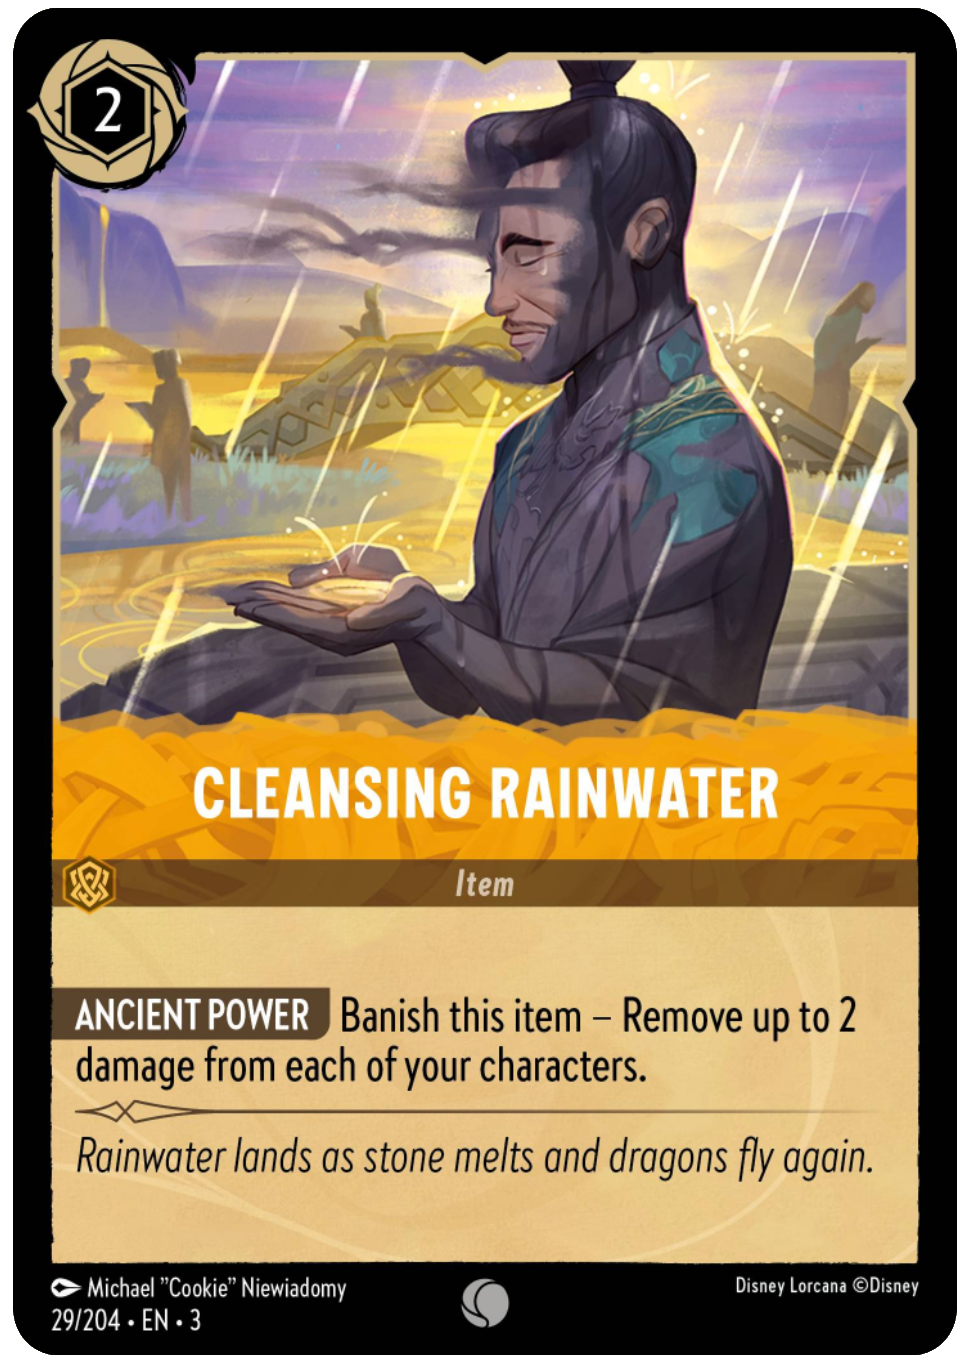 2
CLEANSING RAINWATER
Item
ANCIENT POWER Banish this item – Remove up to 2
damage from each of your characters.
Rainwater lands as stone melts and dragons fly again.
Michael "Cookie" Niewiadomy
Disney Lorcana ©Disney
29/204 • EN • 3